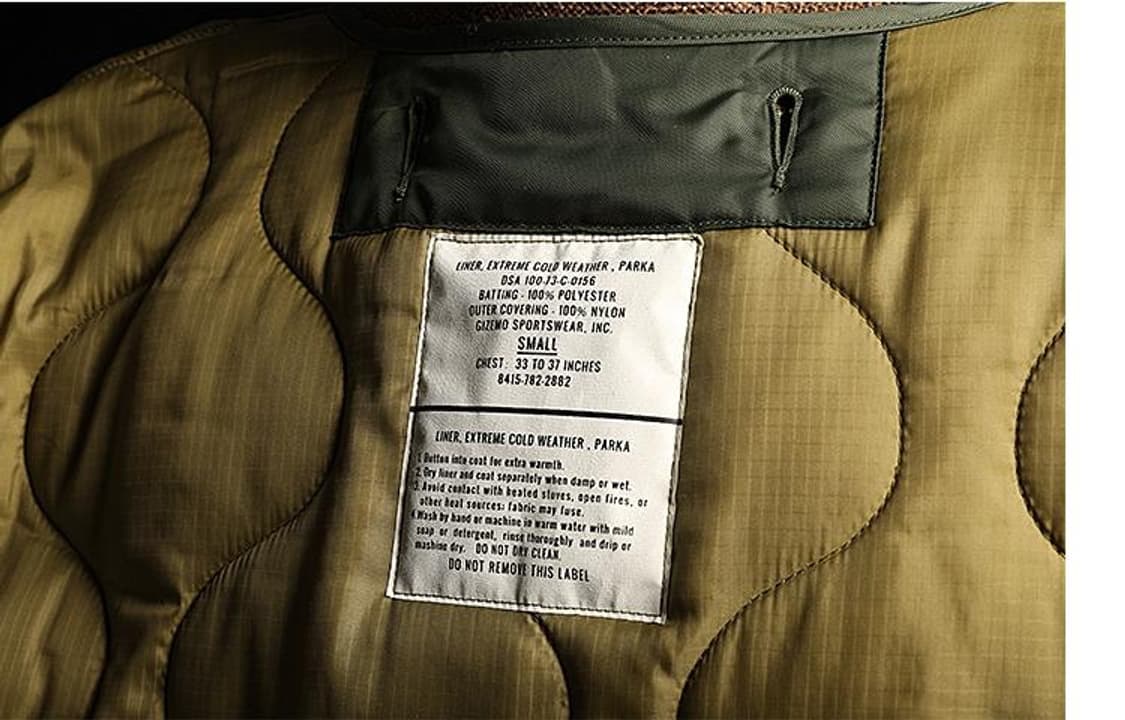 LINER, EXTREME COLD WEATHER , PARKA
DSA 100-73-C-0156
BATTING - 100% POLYESTER
OUTER COVERING - 100% NYLON
GIZEMO SPORTSWEAR, INC.
SMALL
CHEST: 33 TO 37 INCHES
8415-782-2882
LINER, EXTREME COLD WEATHER , PARKA
1. Button into coat for extra warmth.
2. Dry liner and coat separately when damp or wet.
3. Avoid contact with heated stoves, open fires, or
other heat sources: fabric may fuse.
4. Wash by hand or machine in warm water with mild
soap or detergent, rinse thoroughly and drip or
mashine dry. DO NOT DRY CLEAN.
DO NOT REMOVE THIS LABEL